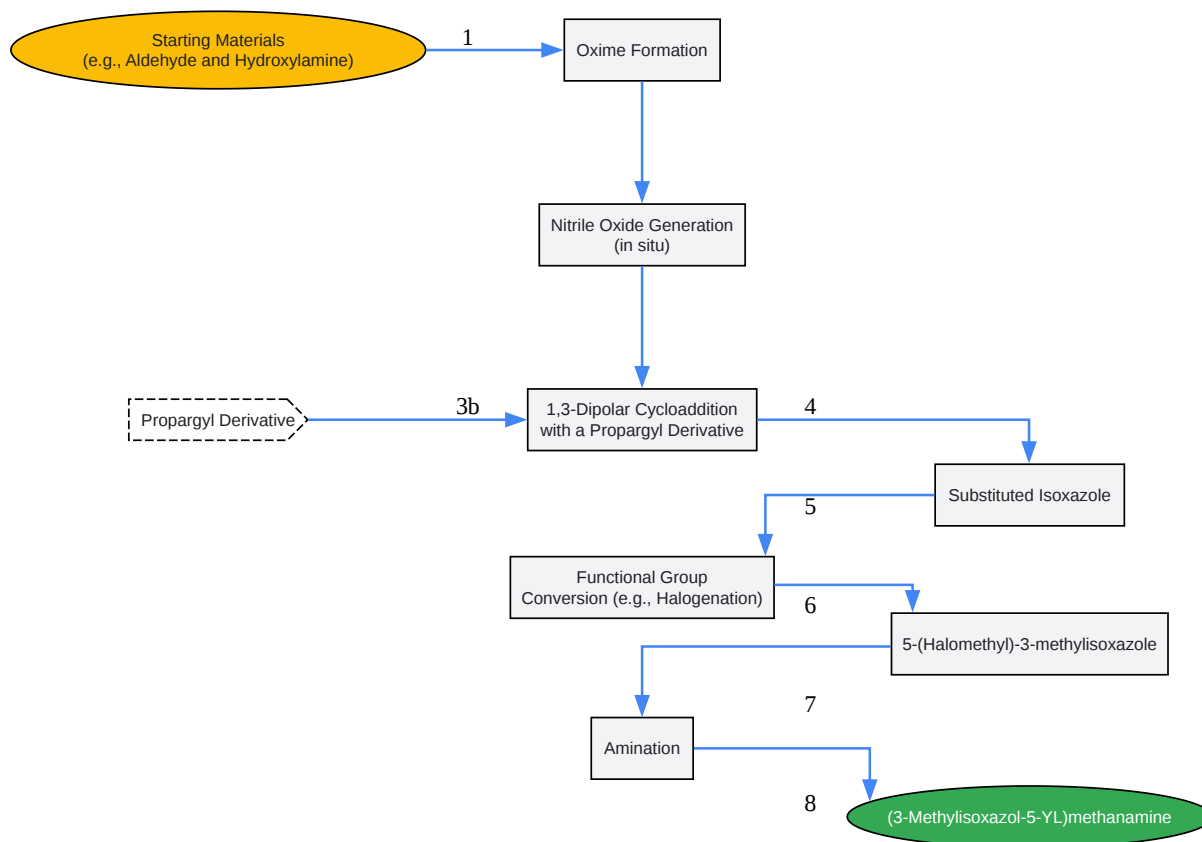 Starting Materials
(e.g., Aldehyde and Hydroxylamine)
1
Oxime Formation
Nitrile Oxide Generation
(in situ)
Propargyl Derivative
3b
1,3-Dipolar Cycloaddition
with a Propargyl Derivative
4
Substituted Isoxazole
5
Functional Group
Conversion (e.g., Halogenation)
6
5-(Halomethyl)-3-methylisoxazole
7
Amination
8
(3-Methylisoxazol-5-YL)methanamine